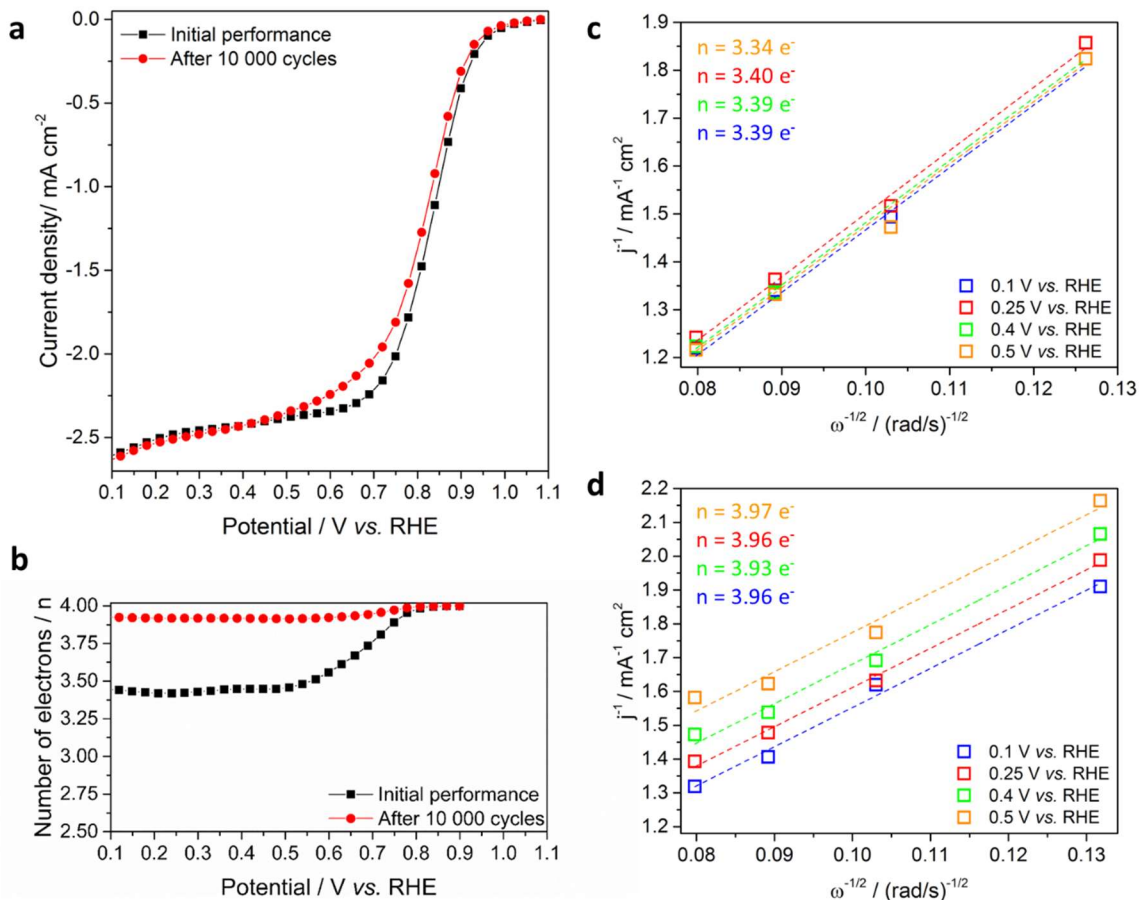 a
0.0
-0.5
-1.0
-1.5
-2.0
-2.5
Current density/ mA cm⁻²
Initial performance
After 10 000 cycles
0.1 0.2 0.3 0.4 0.5 0.6 0.7 0.8 0.9 1.0 1.1
Potential / V vs. RHE
b
4.00
3.75
3.50
3.25
3.00
2.75
2.50
Number of electrons / n
Initial performance
After 10 000 cycles
0.1 0.2 0.3 0.4 0.5 0.6 0.7 0.8 0.9 1.0 1.1
Potential / V vs. RHE
c
1.9
1.8
1.7
1.6
1.5
1.4
1.3
1.2
j⁻¹ / mA⁻¹ cm²
n = 3.34 e⁻
n = 3.40 e⁻
n = 3.39 e⁻
n = 3.39 e⁻
0.1 V vs. RHE
0.25 V vs. RHE
0.4 V vs. RHE
0.5 V vs. RHE
0.08 0.09 0.10 0.11 0.12 0.13
ω⁻¹/² / (rad/s)⁻¹/²
d
2.2
2.1
2.0
1.9
1.8
1.7
1.6
1.5
1.4
1.3
1.2
j⁻¹ / mA⁻¹ cm²
n = 3.97 e⁻
n = 3.96 e⁻
n = 3.93 e⁻
n = 3.96 e⁻
0.1 V vs. RHE
0.25 V vs. RHE
0.4 V vs. RHE
0.5 V vs. RHE
0.08 0.09 0.10 0.11 0.12 0.13
ω⁻¹/² / (rad/s)⁻¹/²